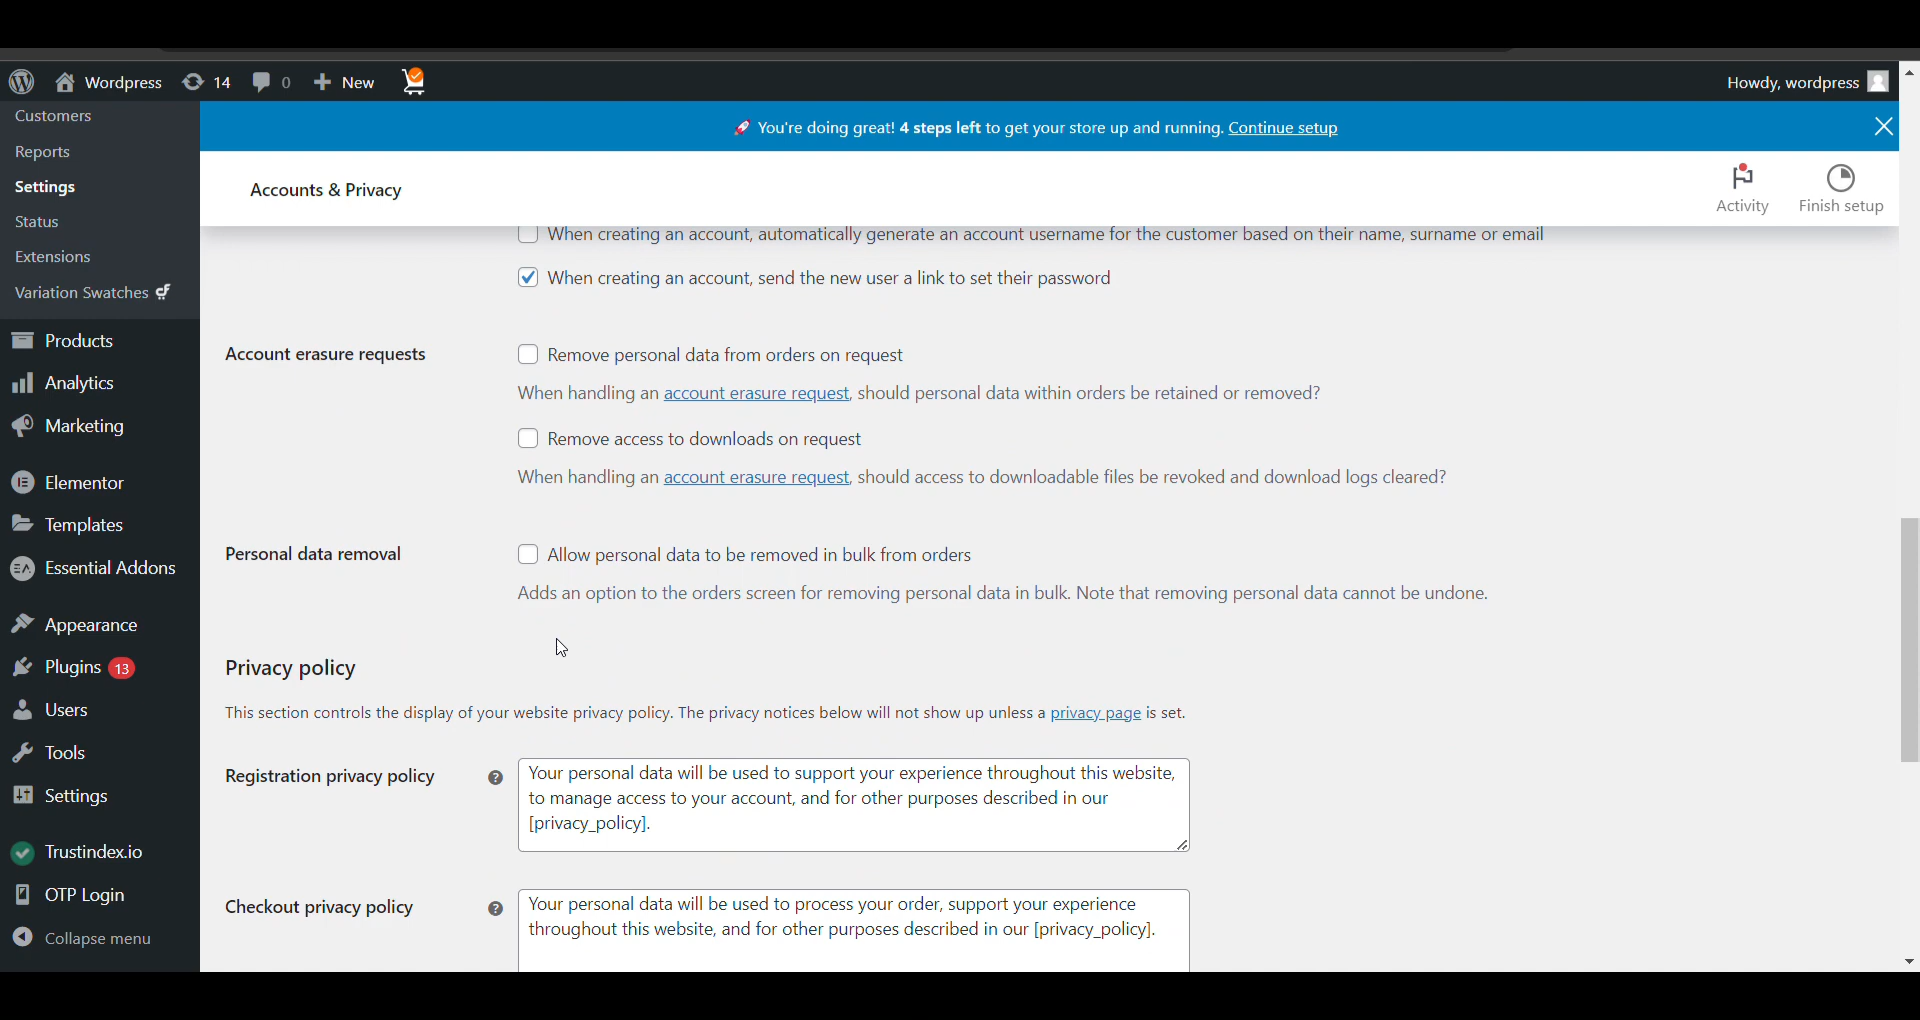 Wordpress 14 0 New Howdy, wordpress
Customers
Reports
Settings
Status
Extensions
Variation Swatches
Products
Analytics
Marketing
Elementor
Templates
Essential Addons
Appearance
Plugins 13
Users
Tools
Settings
Trustindex.io
OTP Login
Collapse menu
You're doing great! 4 steps left to get your store up and running. Continue setup
Accounts & Privacy
Activity
Finish setup
When creating an account, automatically generate an account username for the customer based on their name, surname or email
When creating an account, send the new user a link to set their password
Account erasure requests
Remove personal data from orders on request
When handling an account erasure request, should personal data within orders be retained or removed?
Remove access to downloads on request
When handling an account erasure request, should access to downloadable files be revoked and download logs cleared?
Personal data removal
Allow personal data to be removed in bulk from orders
Adds an option to the orders screen for removing personal data in bulk. Note that removing personal data cannot be undone.
Privacy policy
This section controls the display of your website privacy policy. The privacy notices below will not show up unless a privacy page is set.
Registration privacy policy
Your personal data will be used to support your experience throughout this website,
to manage access to your account, and for other purposes described in our
[privacy_policy].
Checkout privacy policy
Your personal data will be used to process your order, support your experience
throughout this website, and for other purposes described in our [privacy_policy].